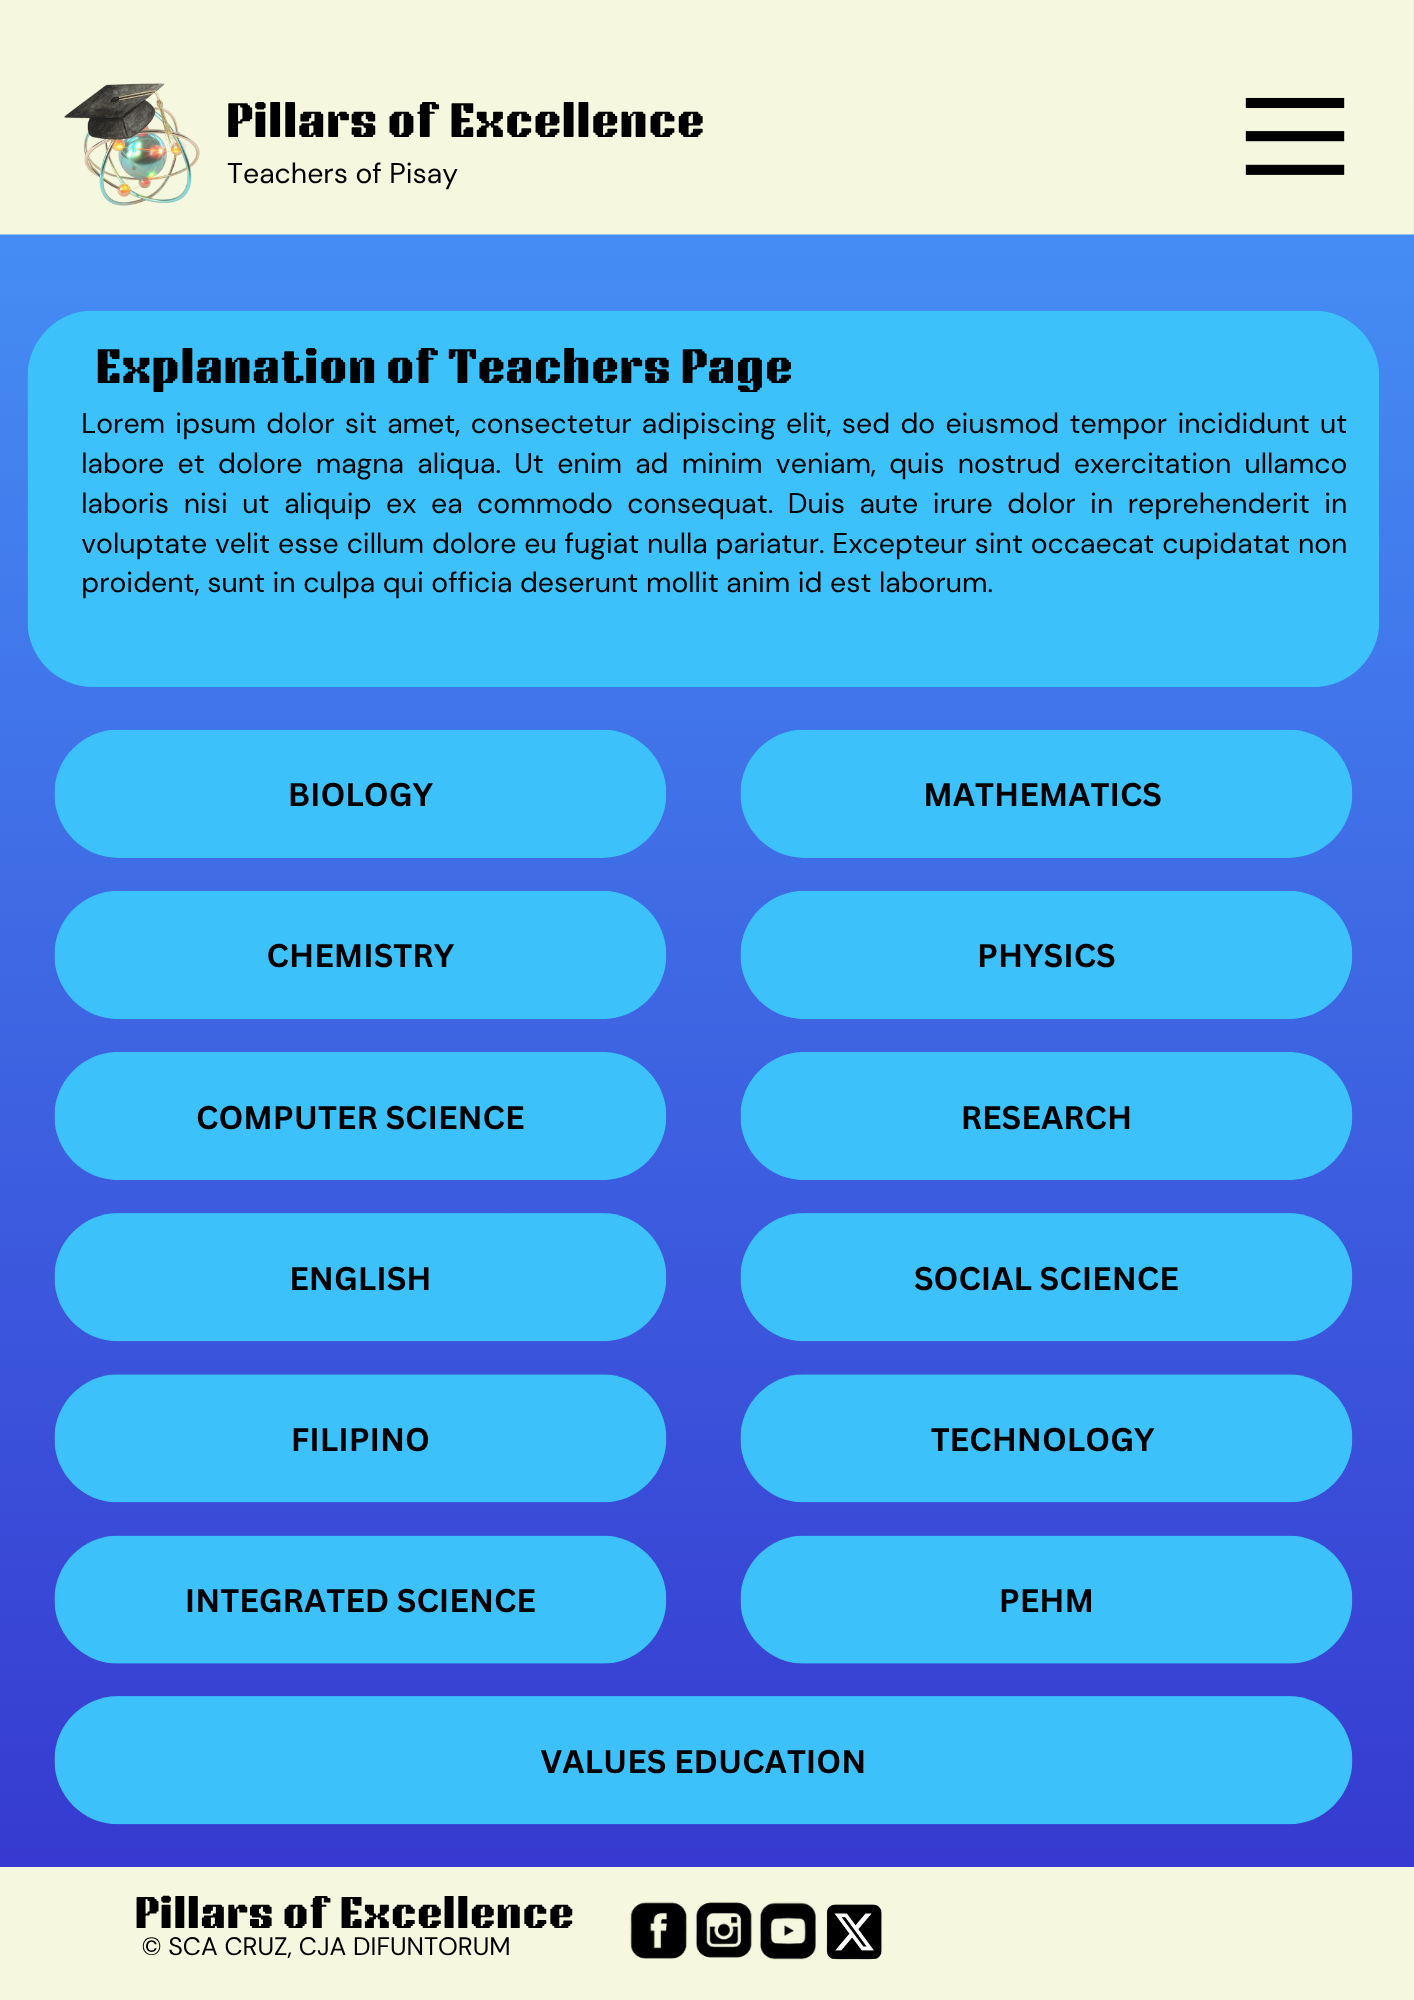 Pillars of Excellence
Teachers of Pisay
Explanation of Teachers Page
Lorem ipsum dolor sit amet, consectetur adipiscing elit, sed do eiusmod tempor incididunt ut
labore et dolore magna aliqua. Ut enim ad minim veniam, quis nostrud exercitation ullamco
laboris nisi ut aliquip ex ea commodo consequat. Duis aute irure dolor in reprehenderit in
voluptate velit esse cillum dolore eu fugiat nulla pariatur. Excepteur sint occaecat cupidatat non
proident, sunt in culpa qui officia deserunt mollit anim id est laborum.
BIOLOGY
MATHEMATICS
CHEMISTRY
PHYSICS
COMPUTER SCIENCE
RESEARCH
ENGLISH
SOCIAL SCIENCE
FILIPINO
TECHNOLOGY
INTEGRATED SCIENCE
PEHM
VALUES EDUCATION
Pillars of Excellence
© SCA CRUZ, CJA DIFUNTORUM